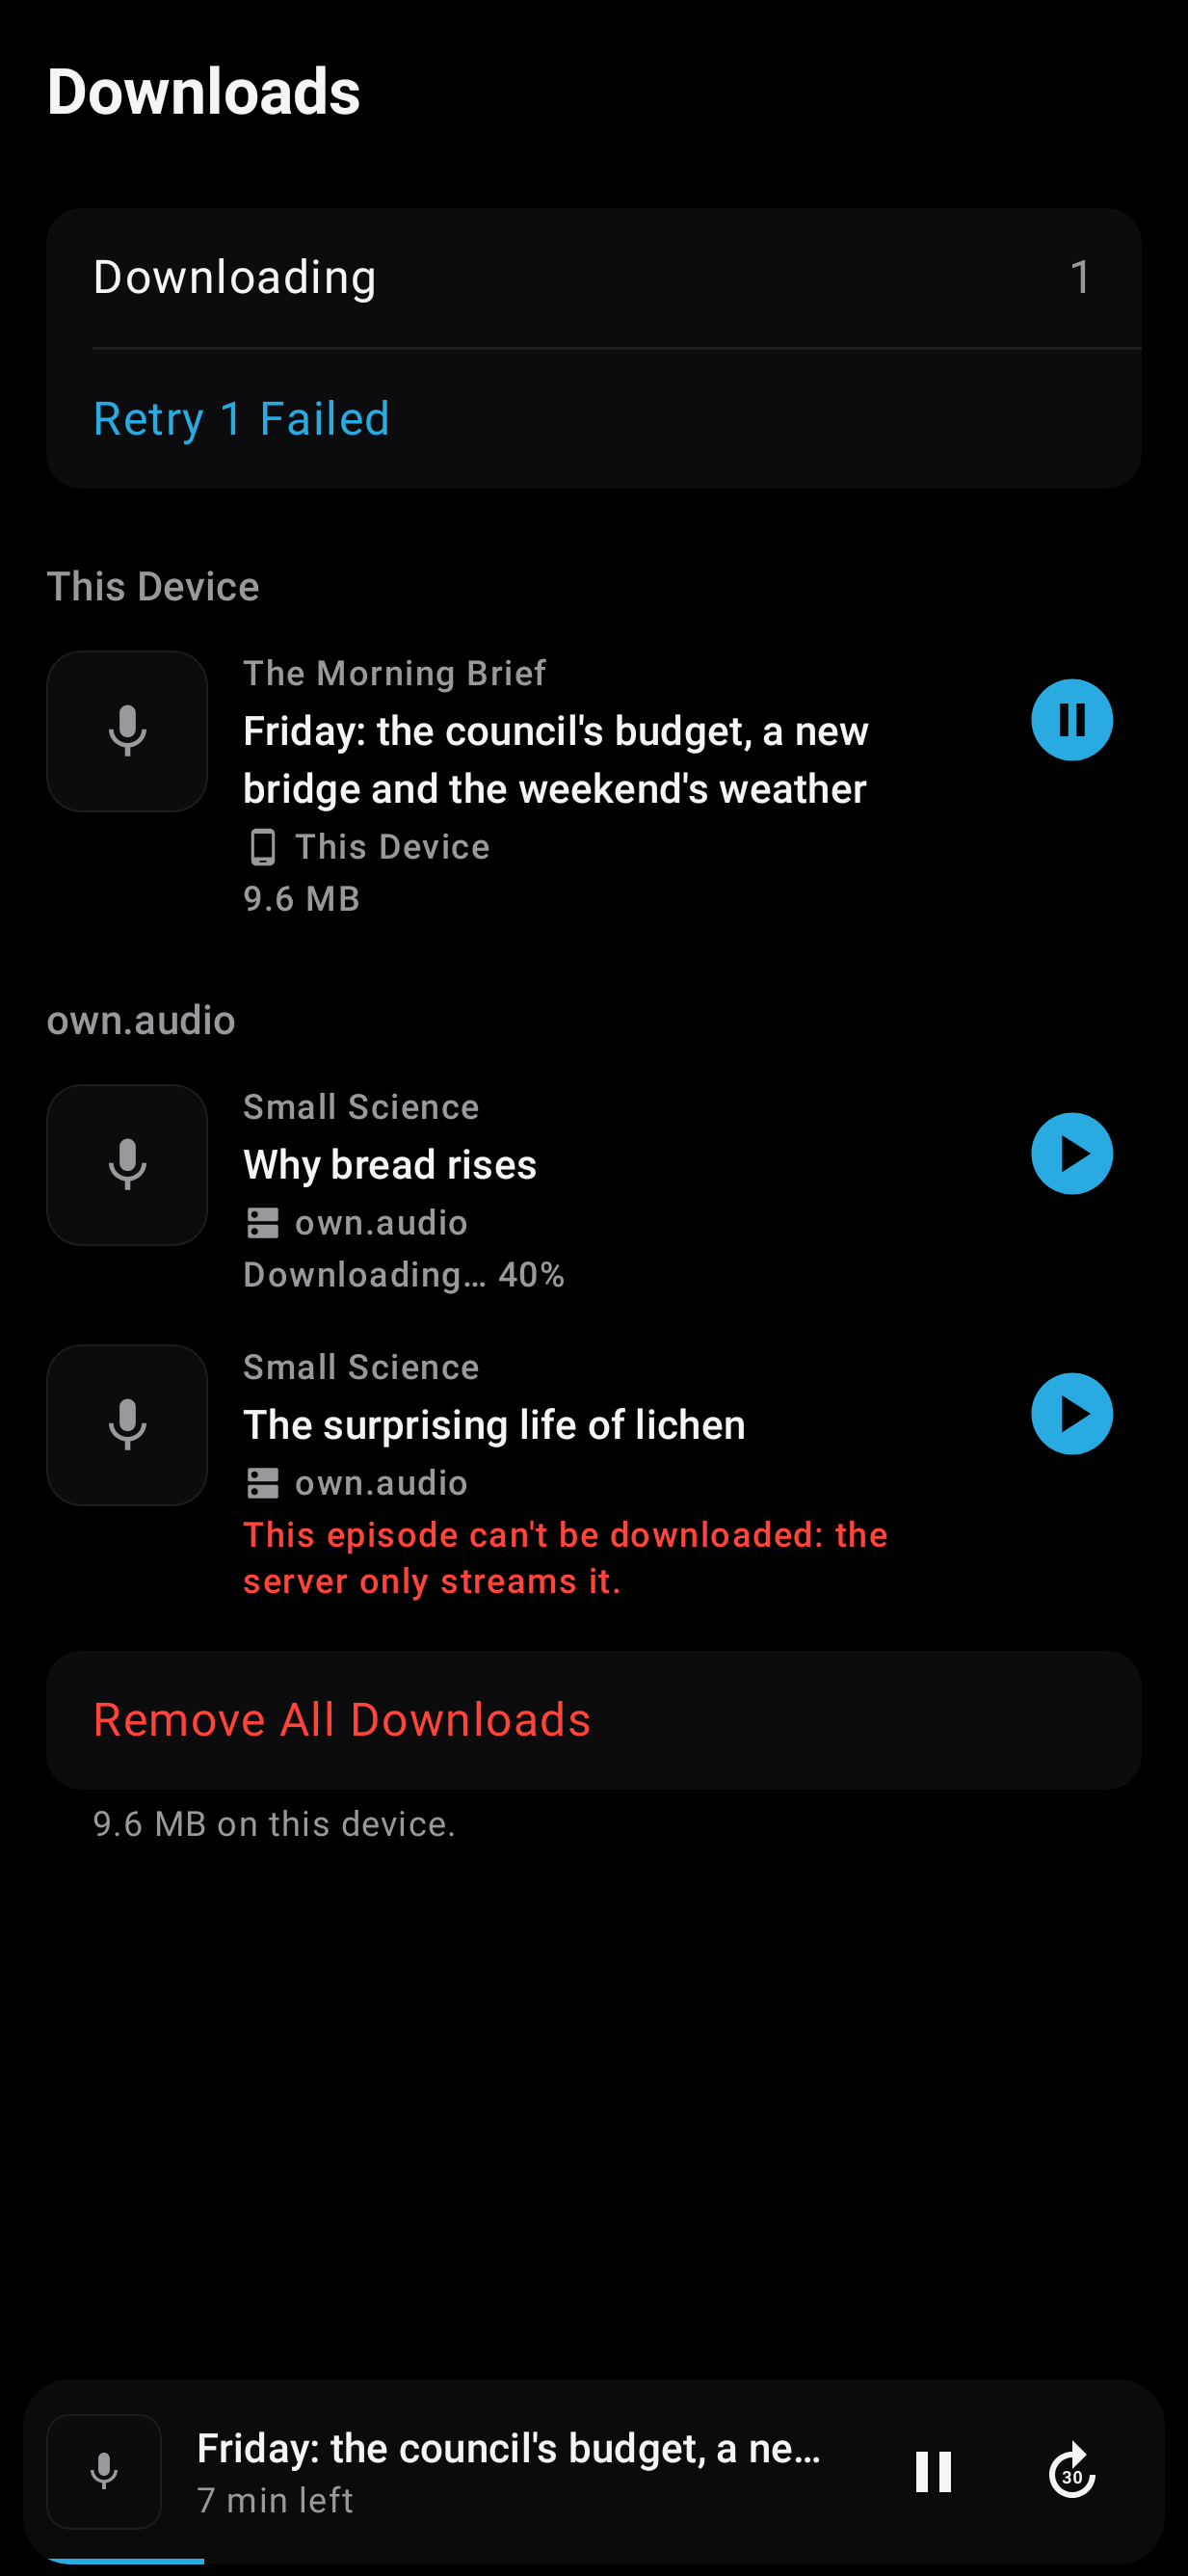 Downloads
Downloading 1
Retry 1 Failed
This Device
The Morning Brief
Friday: the council's budget, a new
bridge and the weekend's weather
This Device
9.6 MB
own.audio
Small Science
Why bread rises
own.audio
Downloading… 40%
Small Science
The surprising life of lichen
own.audio
This episode can't be downloaded: the
server only streams it.
Remove All Downloads
9.6 MB on this device.
Friday: the council's budget, a ne…
7 min left
30